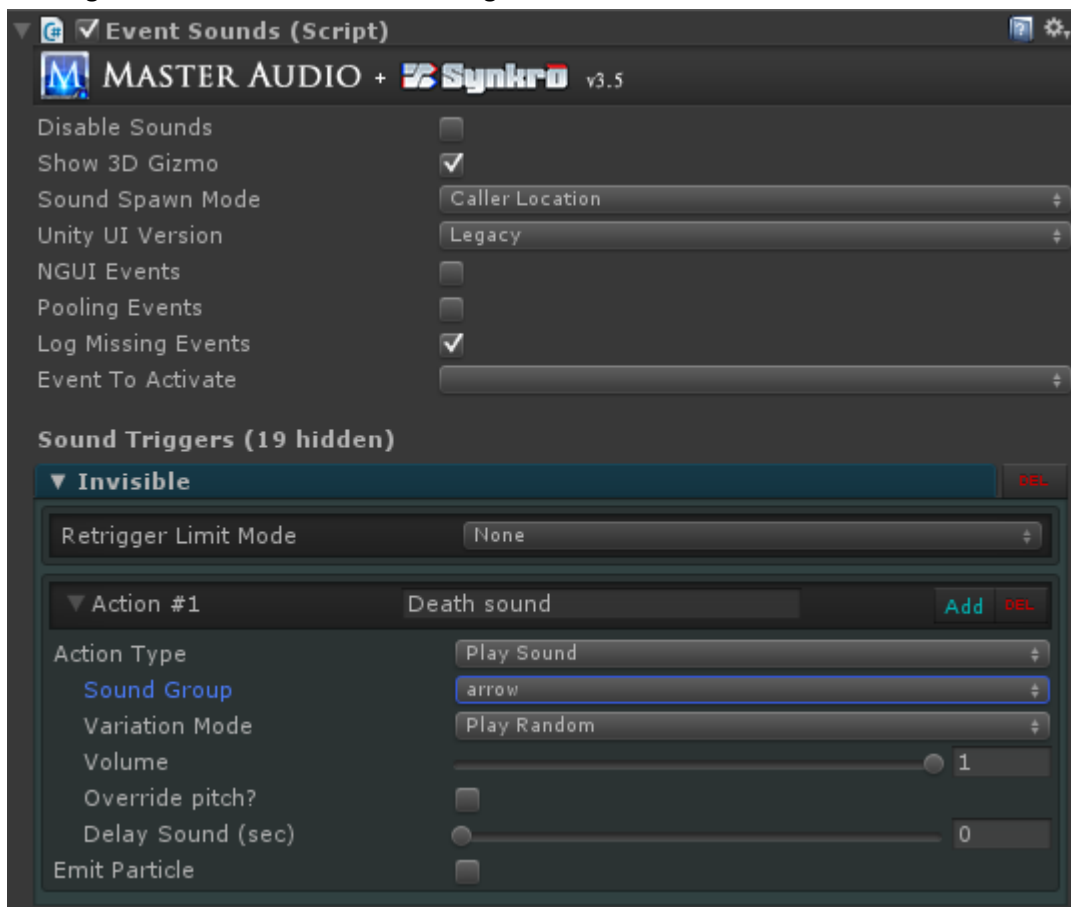 Event Sounds (Script)
M MASTER AUDIO + Synkro v3.5
Disable Sounds
Show 3D Gizmo
Sound Spawn Mode Caller Location
Unity UI Version Legacy
NGUI Events
Pooling Events
Log Missing Events
Event To Activate
Sound Triggers (19 hidden)
Invisible DEL
Retrigger Limit Mode None
Action #1 Death sound Add DEL
Action Type Play Sound
Sound Group arrow
Variation Mode Play Random
Volume 1
Override pitch?
Delay Sound (sec) 0
Emit Particle